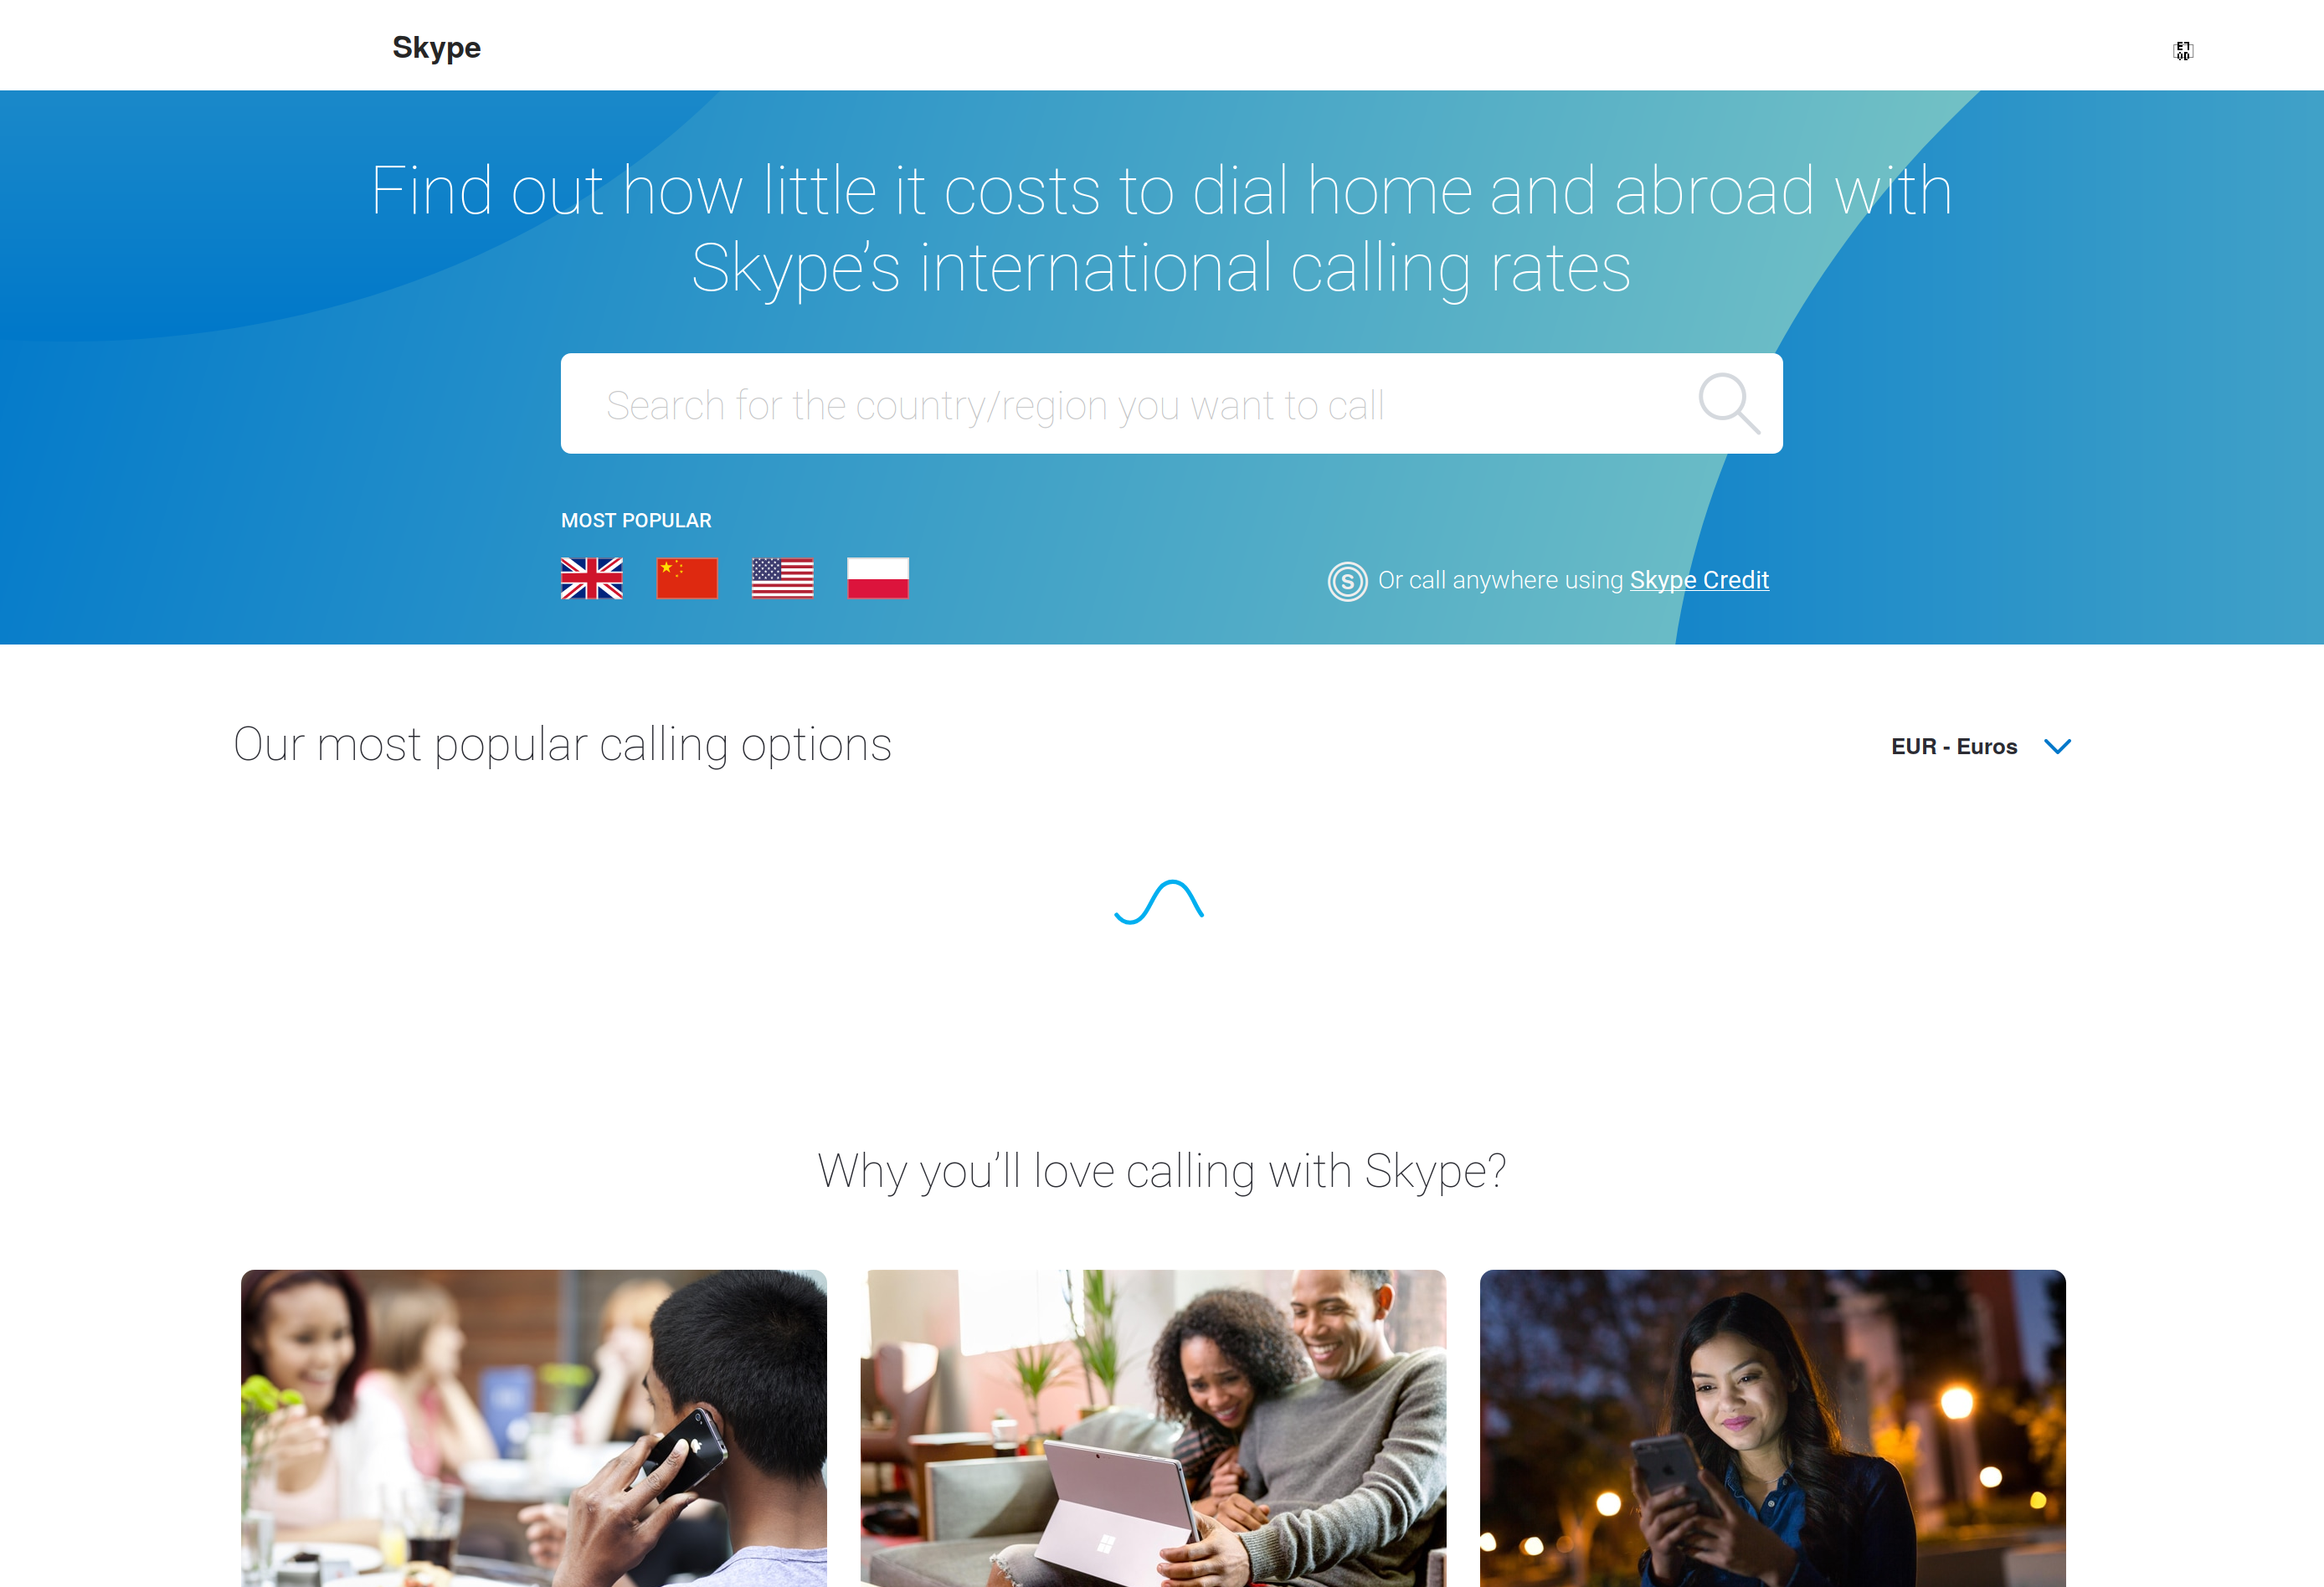 Skype
Find out how little it costs to dial home and abroad with
Skype’s international calling rates
Search for the country/region you want to call
MOST POPULAR
S Or call anywhere using Skype Credit
Our most popular calling options
EUR - Euros
Why you’ll love calling with Skype?